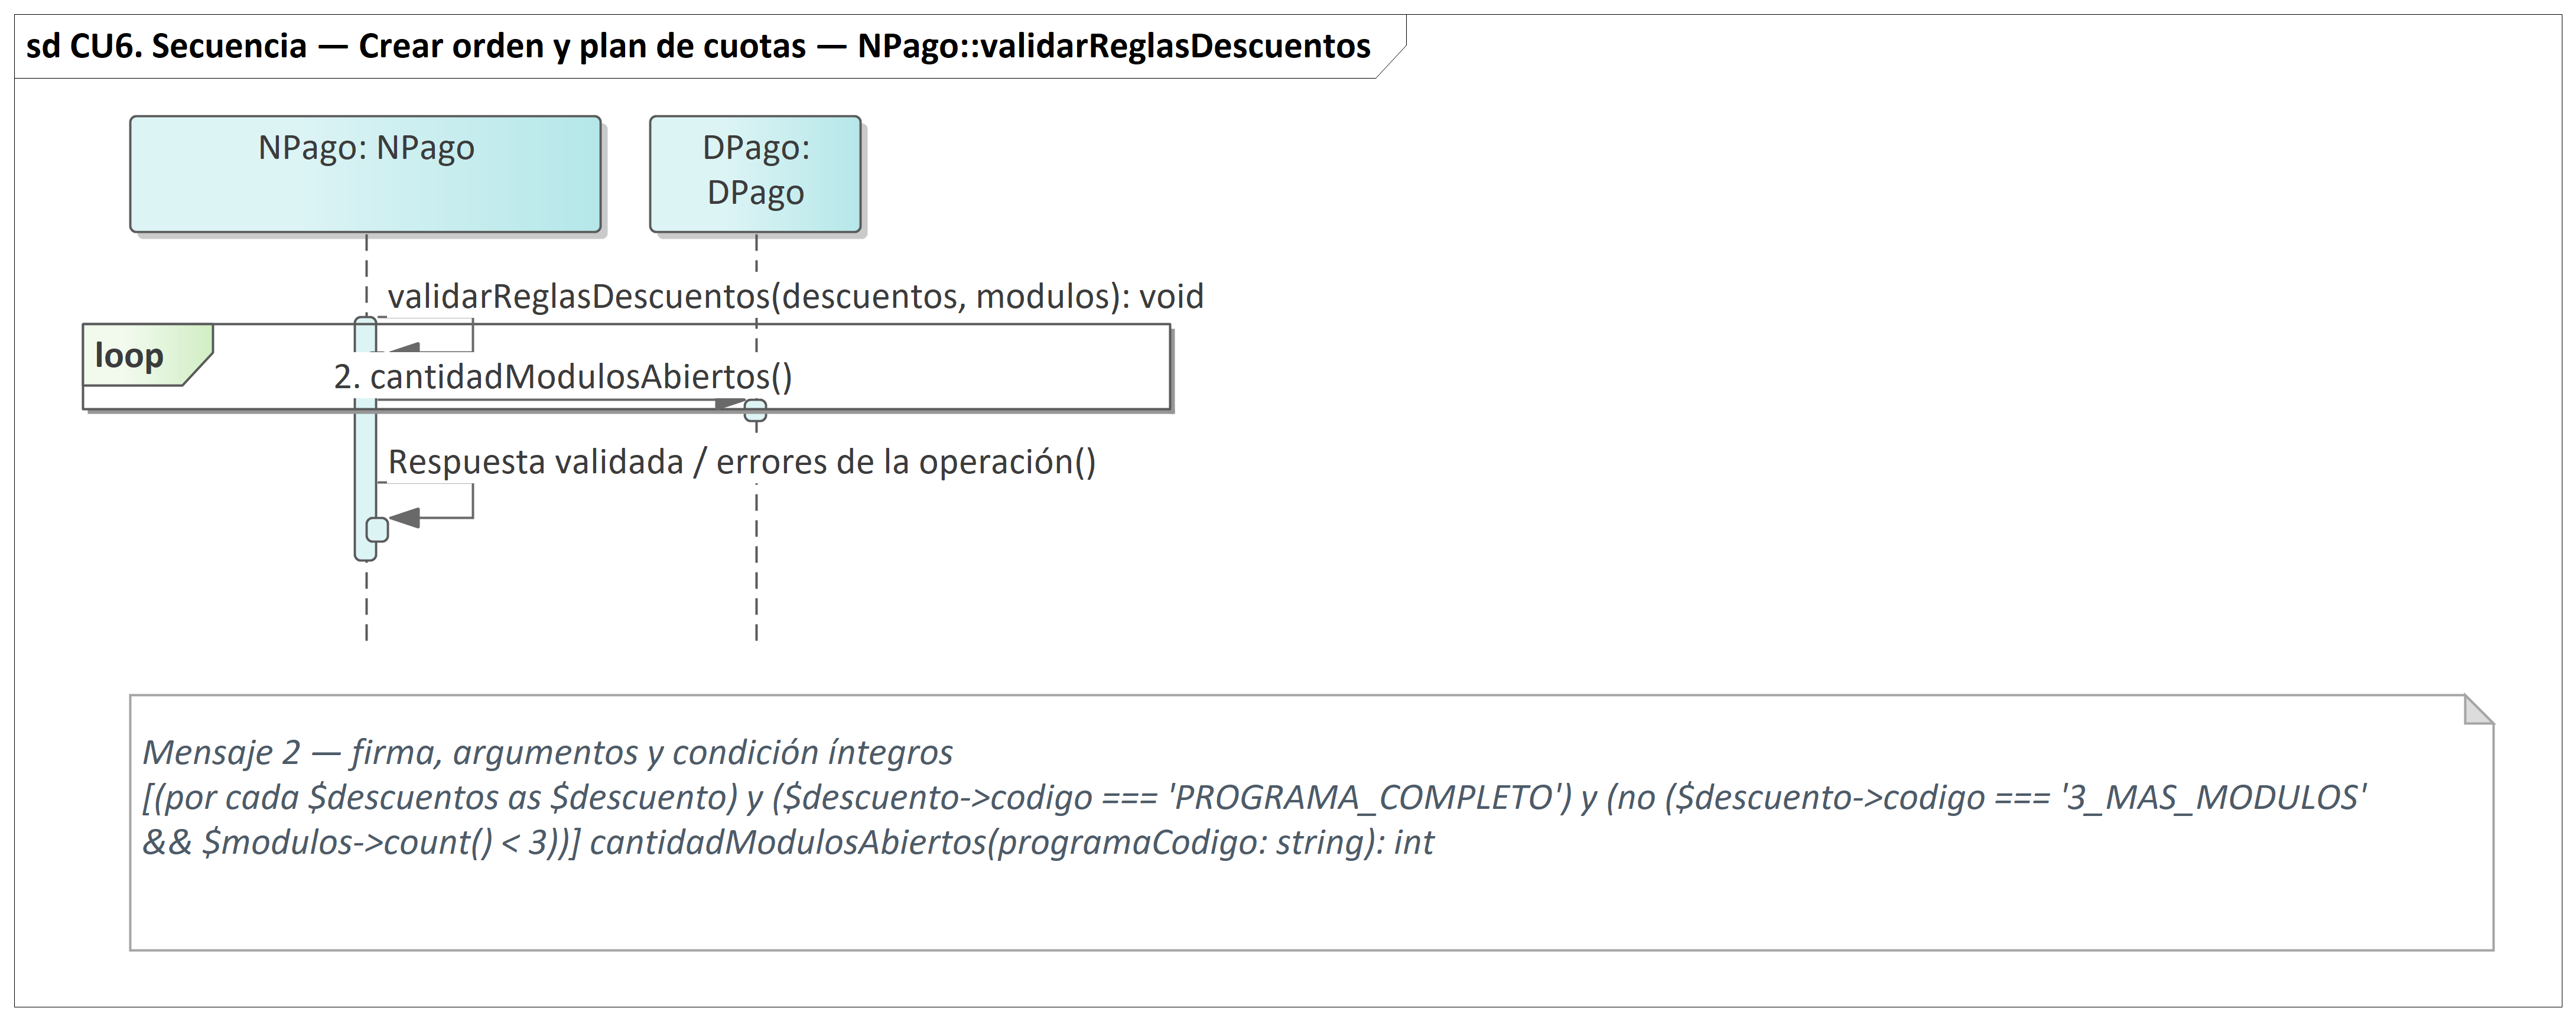 sd CU6. Secuencia — Crear orden y plan de cuotas — NPago::validarReglasDescuentos
NPago: NPago
DPago:
DPago
validarReglasDescuentos(descuentos, modulos): void
loop
2. cantidadModulosAbiertos()
Respuesta validada / errores de la operación()
Mensaje 2 — firma, argumentos y condición íntegros
[(por cada $descuentos as $descuento) y ($descuento->codigo === 'PROGRAMA_COMPLETO') y (no ($descuento->codigo === '3_MAS_MODULOS'
&& $modulos->count() < 3))] cantidadModulosAbiertos(programaCodigo: string): int